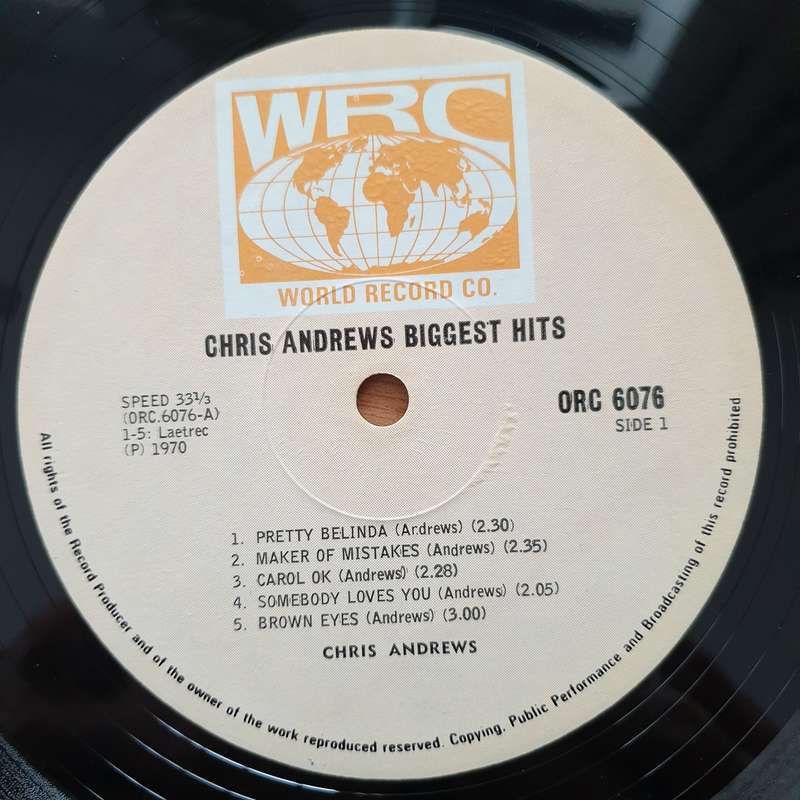 WRC
WORLD RECORD CO.
CHRIS ANDREWS BIGGEST HITS
SPEED 33⅓
(ORC.6076-A)
1-5: Laetrec
(P) 1970
ORC 6076
SIDE 1
1. PRETTY BELINDA (Andrews) (2.30)
2. MAKER OF MISTAKES (Andrews) (2.35)
3. CAROL OK (Andrews) (2.28)
4. SOMEBODY LOVES YOU (Andrews) (2.05)
5. BROWN EYES (Andrews) (3.00)
CHRIS ANDREWS
All rights of the Record Producer and of the owner of the work reproduced reserved. Copying, Public Performance and Broadcasting of this record prohibited